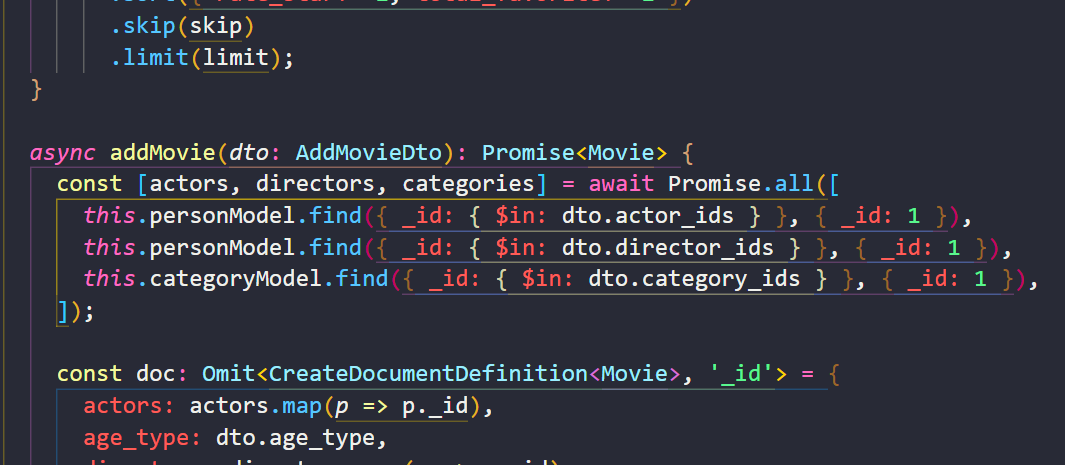 .skip(skip)
.limit(limit);
}
async addMovie(dto: AddMovieDto): Promise<Movie> {
const [actors, directors, categories] = await Promise.all([
this.personModel.find({ _id: { $in: dto.actor_ids } }, { _id: 1 }),
this.personModel.find({ _id: { $in: dto.director_ids } }, { _id: 1 }),
this.categoryModel.find({ _id: { $in: dto.category_ids } }, { _id: 1 }),
]);
const doc: Omit<CreateDocumentDefinition<Movie>, '_id'> = {
actors: actors.map(p => p._id),
age_type: dto.age_type,